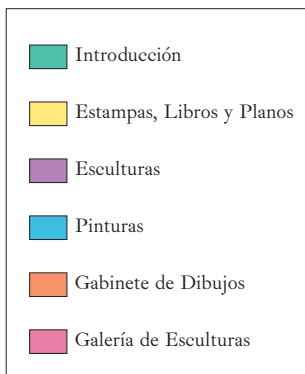 Introducción
Estampas, Libros y Planos
Esculturas
Pinturas
Gabinete de Dibujos
Galería de Esculturas